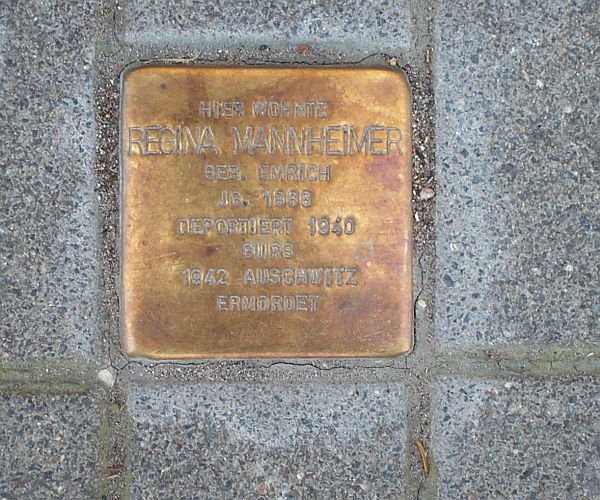 HIER WOHNTE
REGINA MANNHEIMER
GEB. EMRICH
JG. 1868
DEPORTIERT 1940
GURS
1942 AUSCHWITZ
ERMORDET